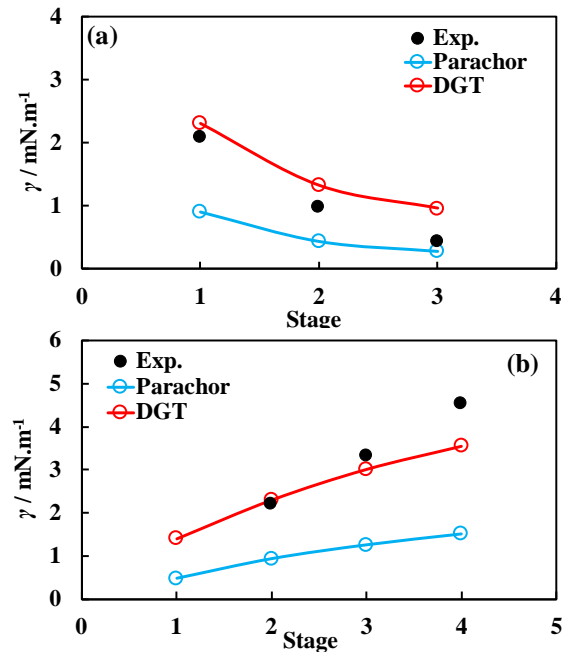 (a)
Exp.
Parachor
DGT
γ / mN.m-1
4
3
2
1
0
0 1 2 3 4
Stage
(b)
Exp.
Parachor
DGT
γ / mN.m-1
6
5
4
3
2
1
0
0 1 2 3 4 5
Stage